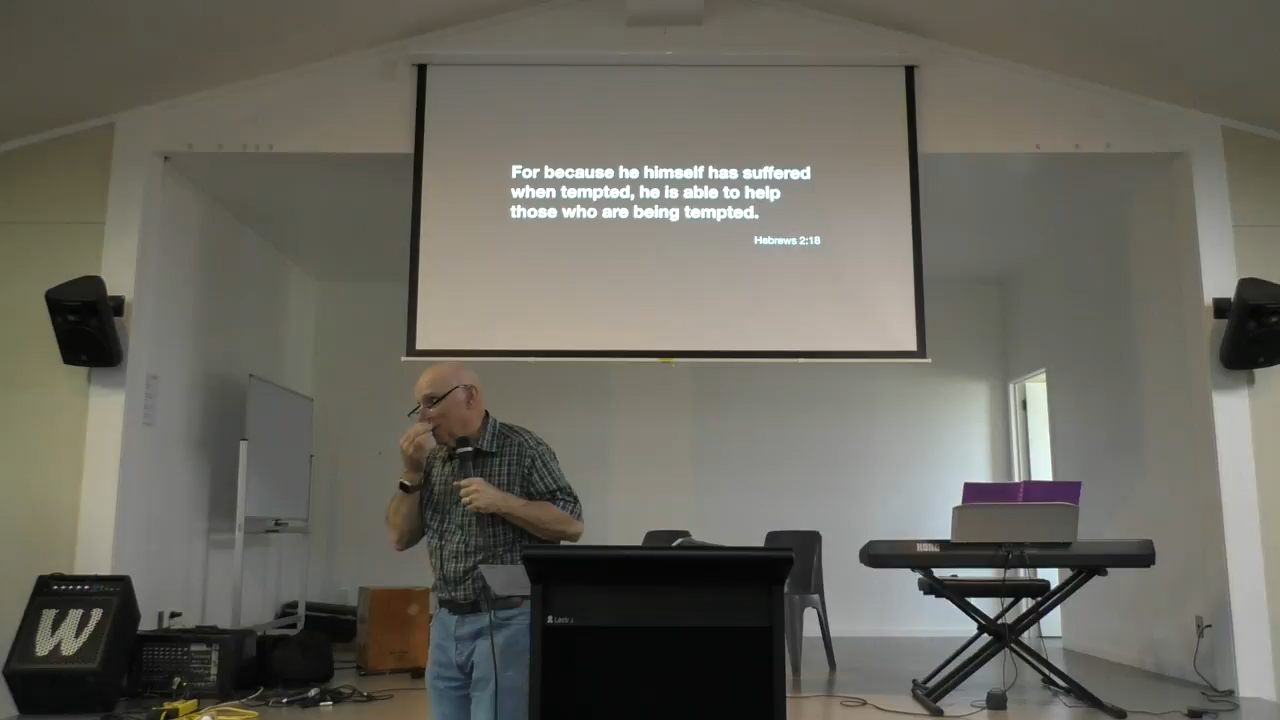 For because he himself has suffered
when tempted, he is able to help
those who are being tempted.
Hebrews 2:18
W
KORG